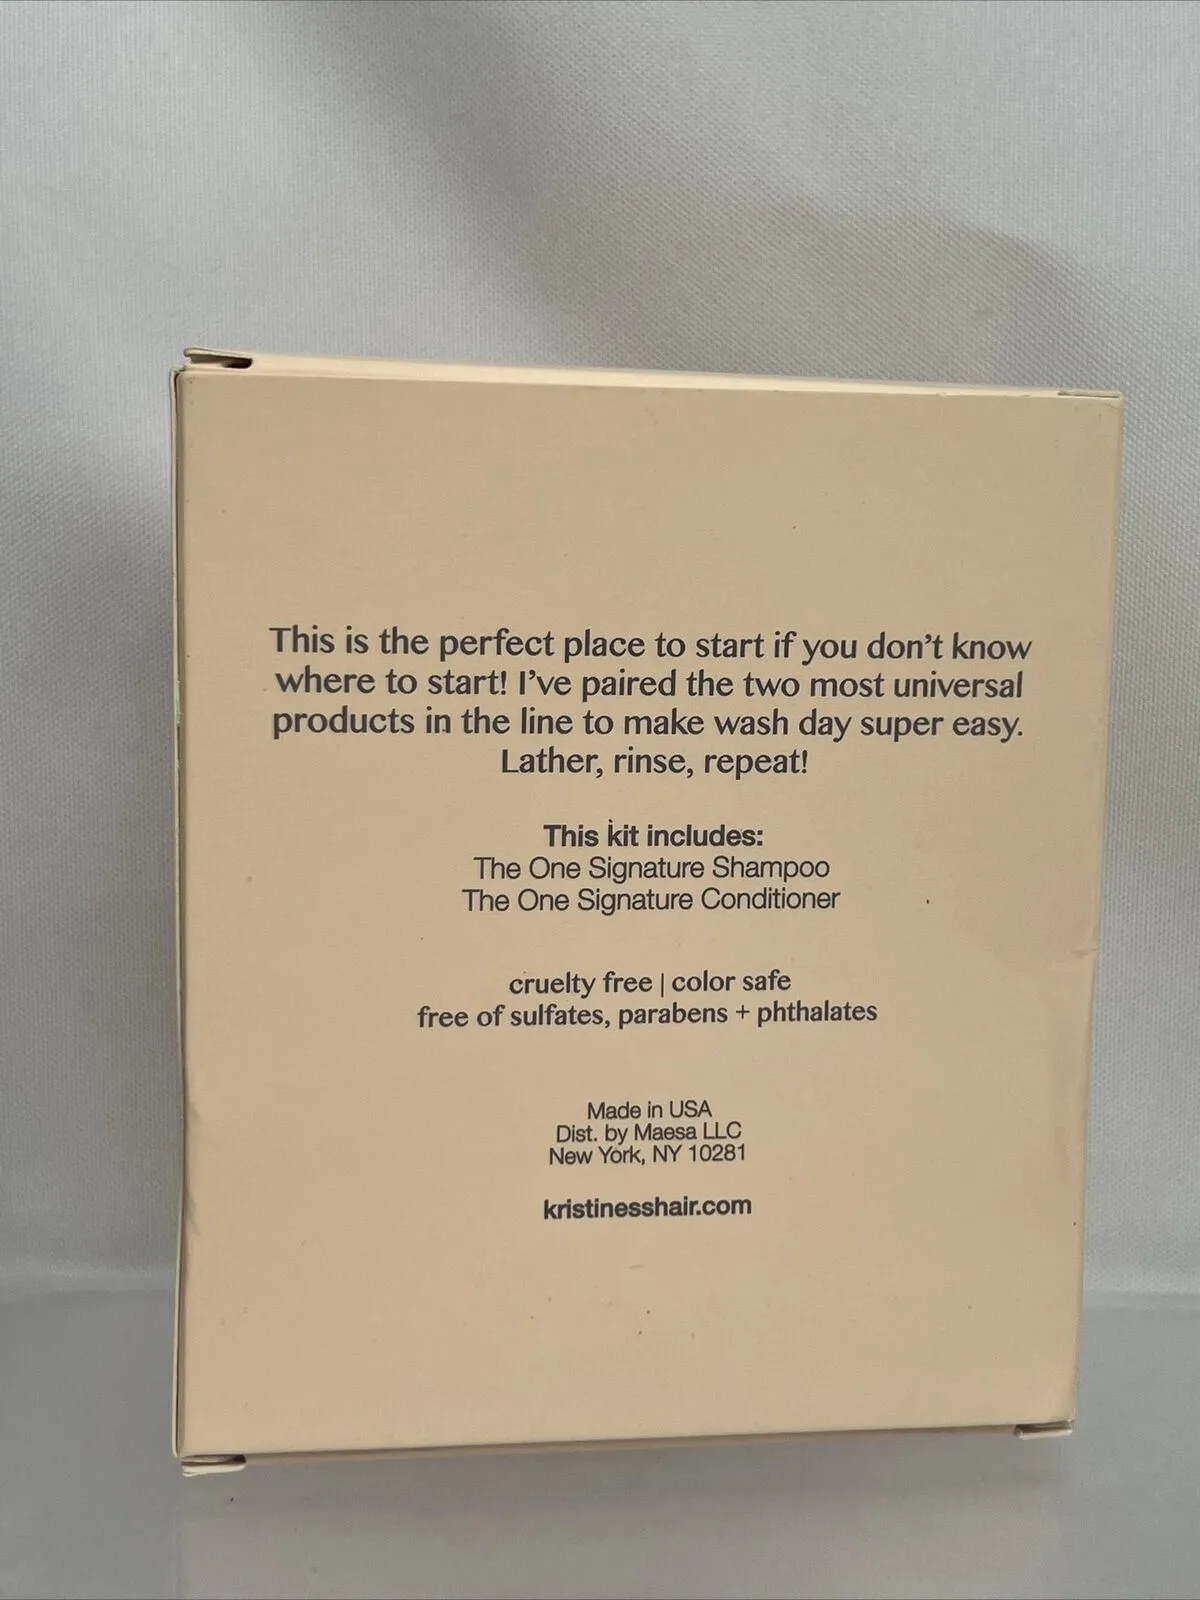 This is the perfect place to start if you don't know
where to start! I've paired the two most universal
products in the line to make wash day super easy.
Lather, rinse, repeat!
This kit includes:
The One Signature Shampoo
The One Signature Conditioner
cruelty free | color safe
free of sulfates, parabens + phthalates
Made in USA
Dist. by Maesa LLC
New York, NY 10281
kristinesshair.com